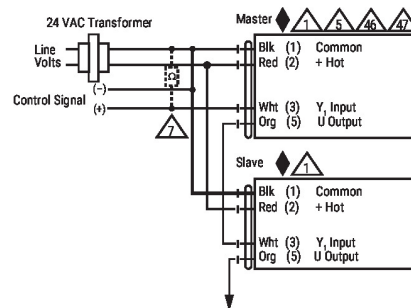 24 VAC Transformer
Master 1 5 46 47
Line
Volts
Blk (1) Common
Red (2) + Hot
Ω
Control Signal (–)
(+)
Wht (3) Y1 Input
Org (5) U Output
7
Slave 1
Blk (1) Common
Red (2) + Hot
Wht (3) Y1 Input
Org (5) U Output